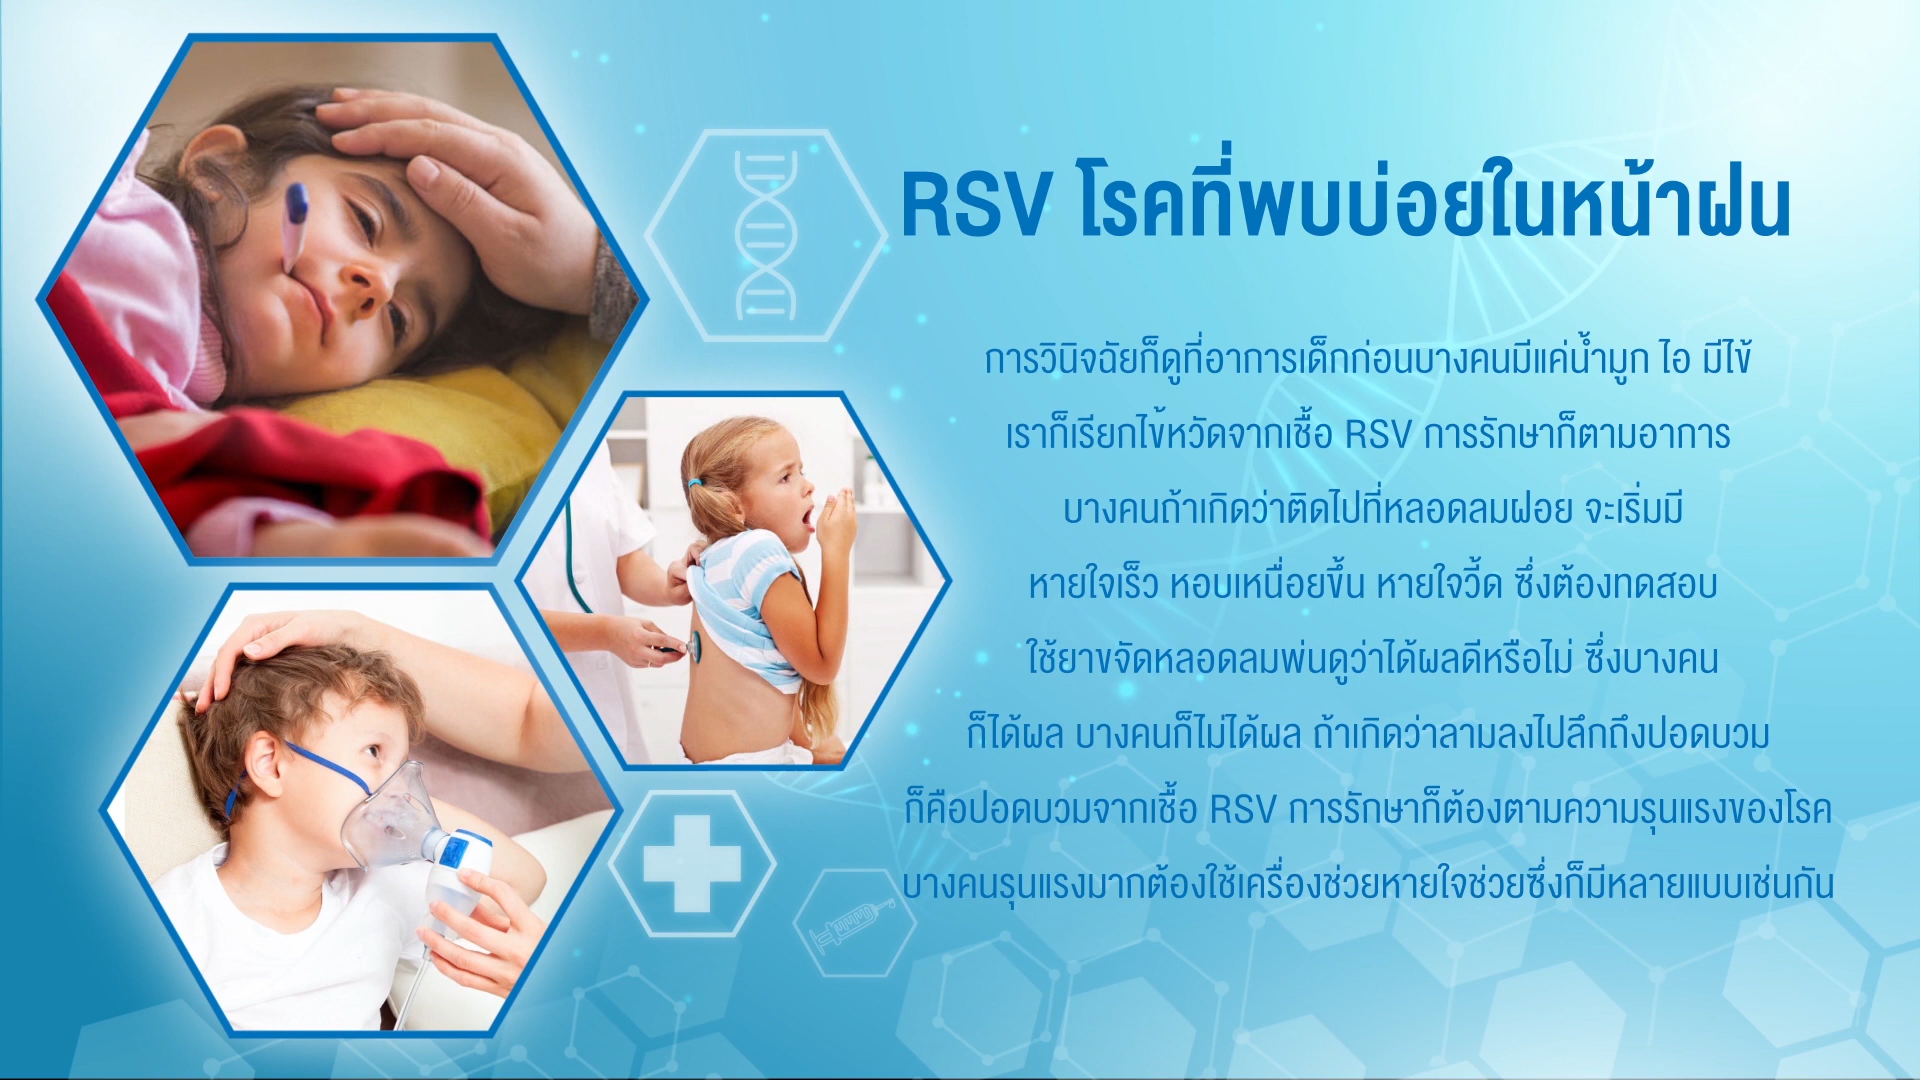 RSV โรคที่พบบ่อยในหน้าฝน
การวินิจฉัยก็ดูที่อาการเด็กก่อนบางคนมีแค่น้ำมูก ไอ มีไข้
เราก็เรียกไข้หวัดจากเชื้อ RSV การรักษาก็ตามอาการ
บางคนถ้าเกิดว่าติดไปที่หลอดลมฝอย จะเริ่มมี
หายใจเร็ว หอบเหนื่อยขึ้น หายใจวี้ด ซึ่งต้องทดสอบ
ใช้ยาขจัดหลอดลมพ่นดูว่าได้ผลดีหรือไม่ ซึ่งบางคน
ก็ได้ผล บางคนก็ไม่ได้ผล ถ้าเกิดว่าลามลงไปลึกถึงปอดบวม
ก็คือปอดบวมจากเชื้อ RSV การรักษาก็ต้องตามความรุนแรงของโรค
บางคนรุนแรงมากต้องใช้เครื่องช่วยหายใจช่วยซึ่งก็มีหลายแบบเช่นกัน